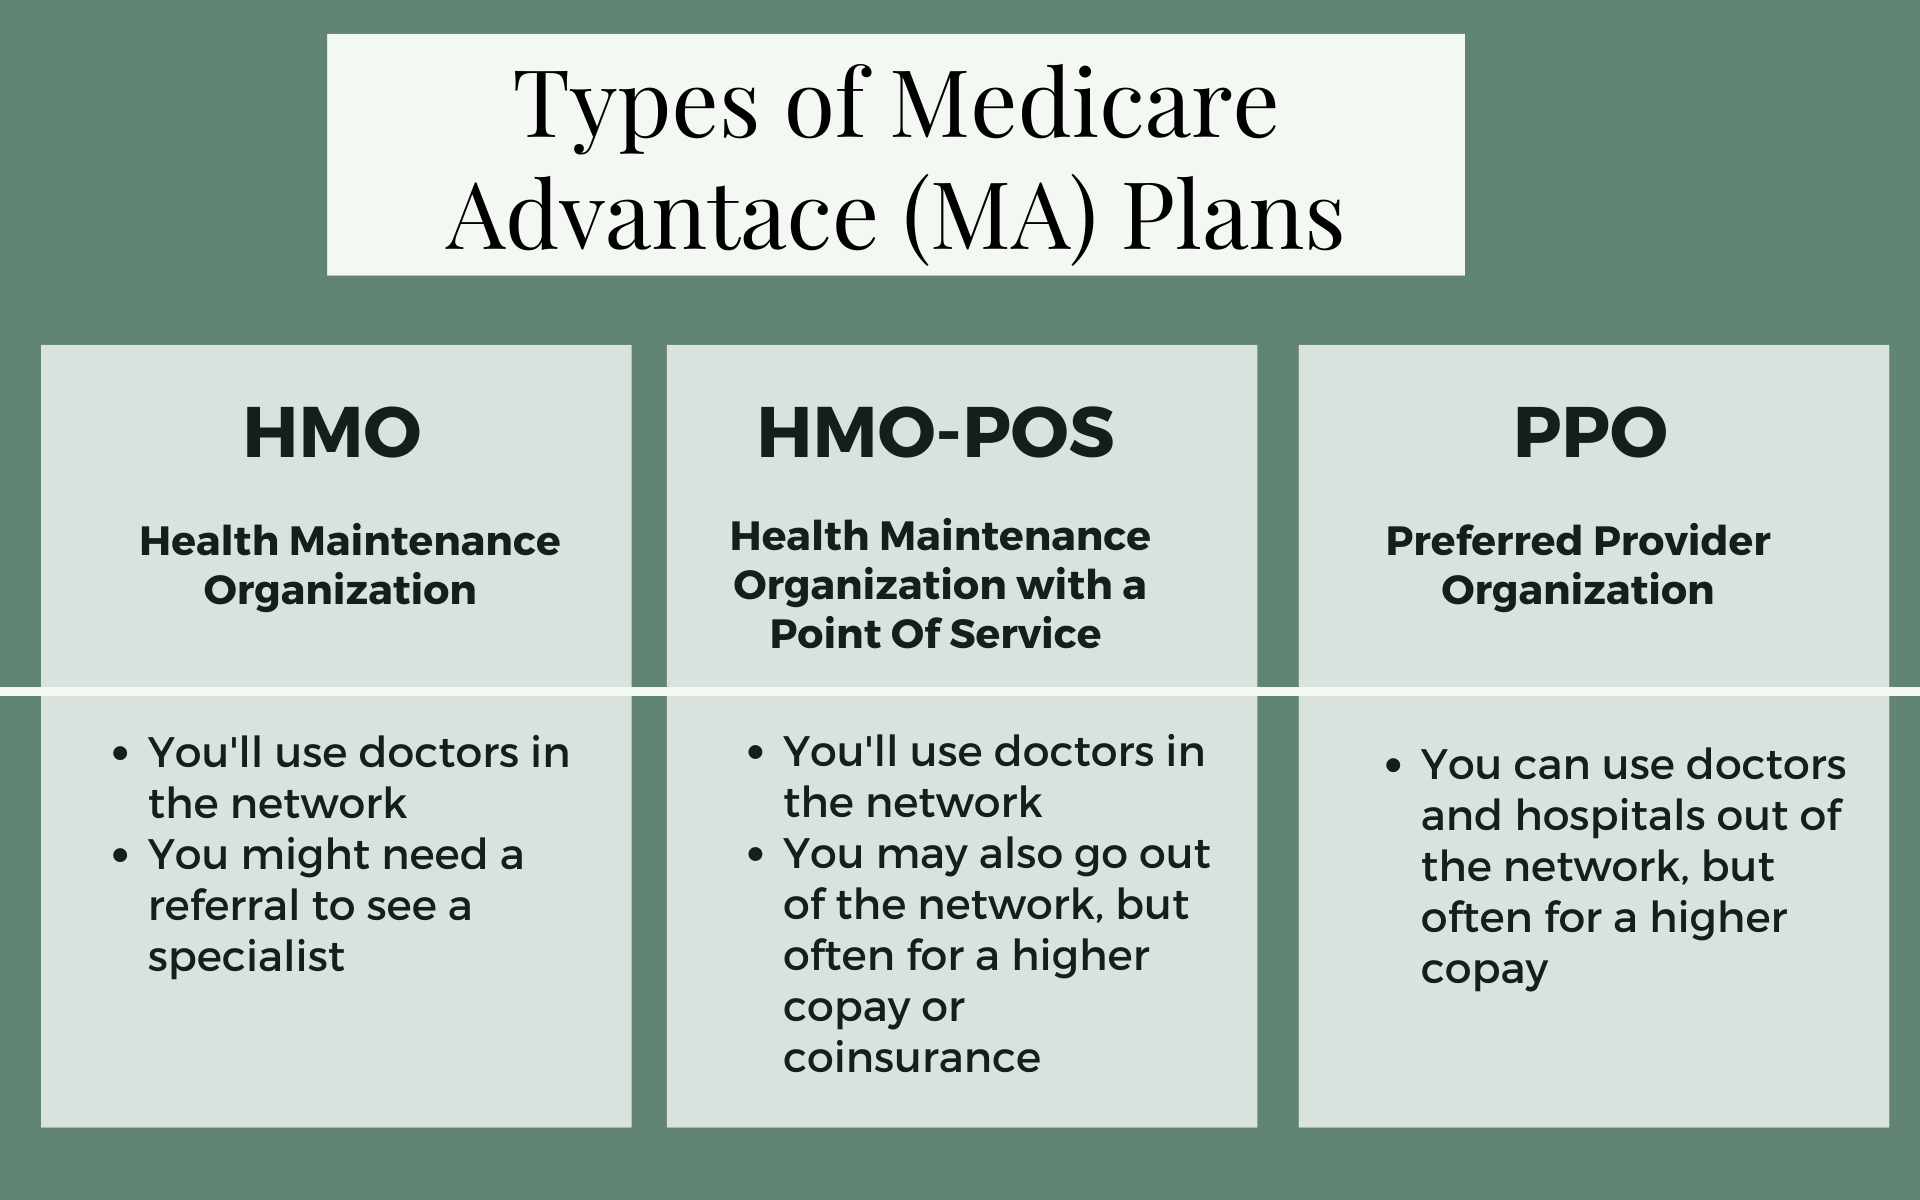 Types of Medicare
Advantace (MA) Plans
HMO
Health Maintenance
Organization
• You'll use doctors in
the network
• You might need a
referral to see a
specialist
HMO-POS
Health Maintenance
Organization with a
Point Of Service
• You'll use doctors in
the network
• You may also go out
of the network, but
often for a higher
copay or
coinsurance
PPO
Preferred Provider
Organization
• You can use doctors
and hospitals out of
the network, but
often for a higher
copay